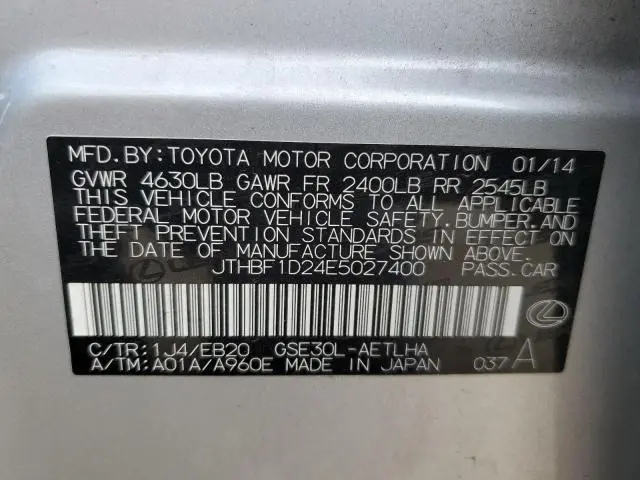 MFD. BY: TOYOTA MOTOR CORPORATION 01/14
GVWR 4630LB GAWR FR 2400LB RR 2545LB
THIS VEHICLE CONFORMS TO ALL APPLICABLE
FEDERAL MOTOR VEHICLE SAFETY, BUMPER, AND
THEFT PREVENTION STANDARDS IN EFFECT ON
THE DATE OF MANUFACTURE SHOWN ABOVE.
JTHBF1D24E5027400 PASS. CAR
C/TR: 1J4/EB20 GSE30L-AETLHA
A/TM: A01A/A960E MADE IN JAPAN 037 A